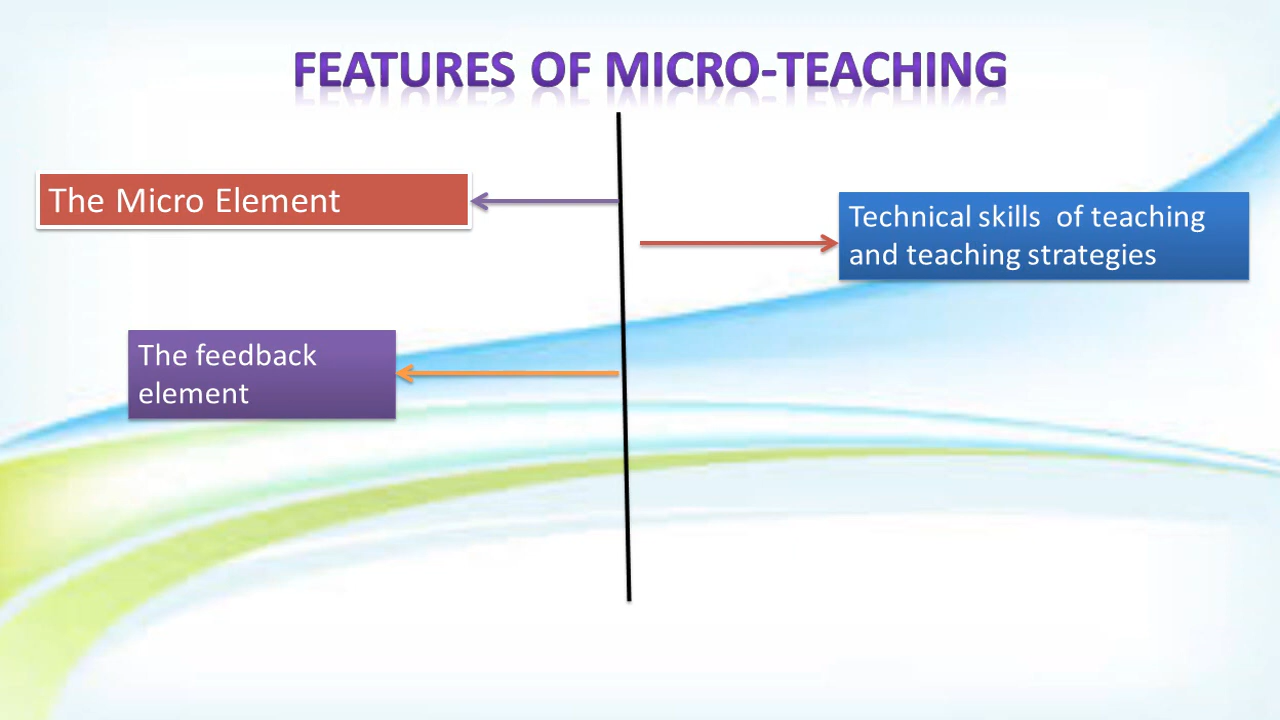 FEATURES OF MICRO-TEACHING
The Micro Element
Technical skills of teaching
and teaching strategies
The feedback
element